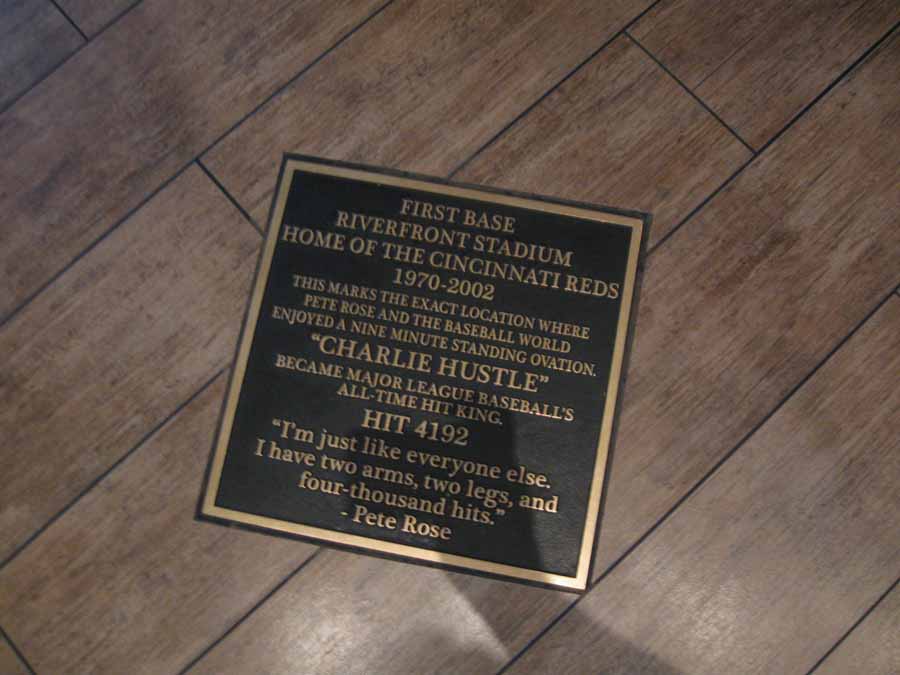 FIRST BASE
RIVERFRONT STADIUM
HOME OF THE CINCINNATI REDS
1970-2002
THIS MARKS THE EXACT LOCATION WHERE
PETE ROSE AND THE BASEBALL WORLD
ENJOYED A NINE MINUTE STANDING OVATION.
“CHARLIE HUSTLE”
BECAME MAJOR LEAGUE BASEBALL'S
ALL-TIME HIT KING.
HIT 4192
“I'm just like everyone else.
I have two arms, two legs, and
four-thousand hits.”
- Pete Rose